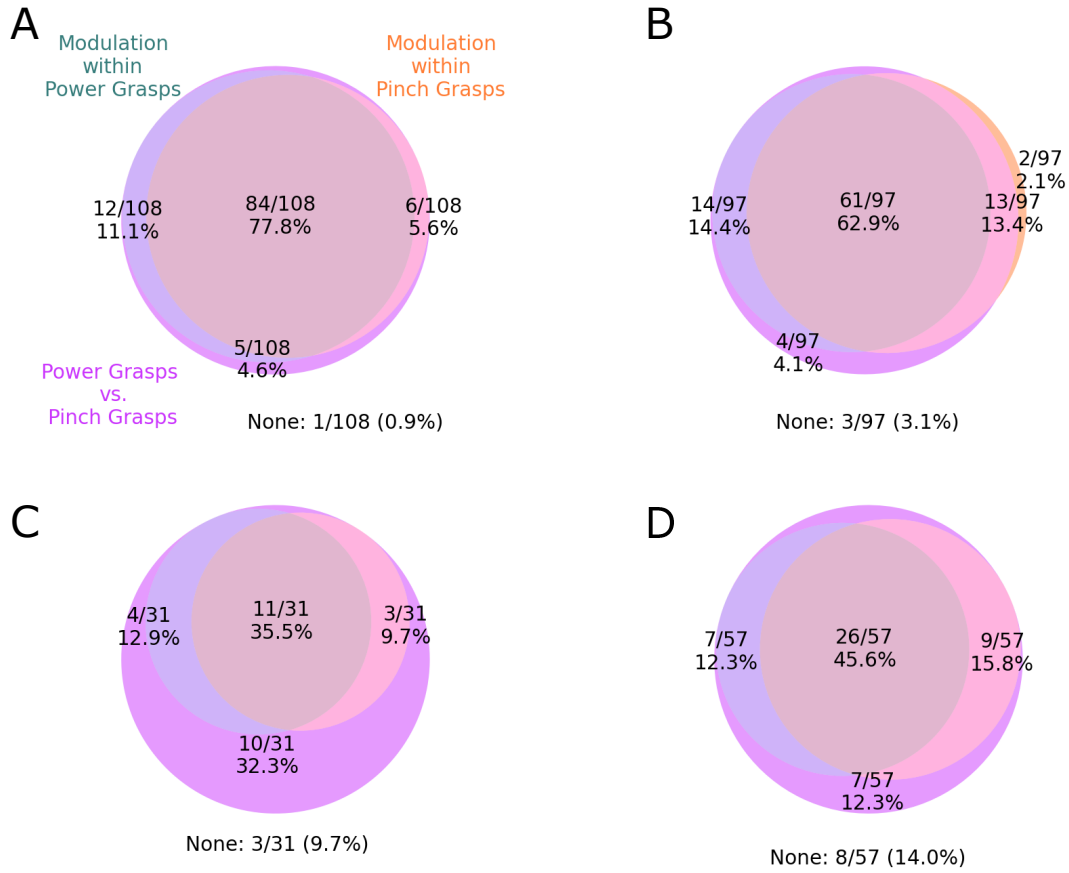 A
Modulation
within
Power Grasps
Modulation
within
Pinch Grasps
12/108
11.1%
84/108
77.8%
6/108
5.6%
5/108
4.6%
Power Grasps
vs.
Pinch Grasps
None: 1/108 (0.9%)
B
2/97
2.1%
14/97
14.4%
61/97
62.9%
13/97
13.4%
4/97
4.1%
None: 3/97 (3.1%)
C
4/31
12.9%
11/31
35.5%
3/31
9.7%
10/31
32.3%
None: 3/31 (9.7%)
D
7/57
12.3%
26/57
45.6%
9/57
15.8%
7/57
12.3%
None: 8/57 (14.0%)